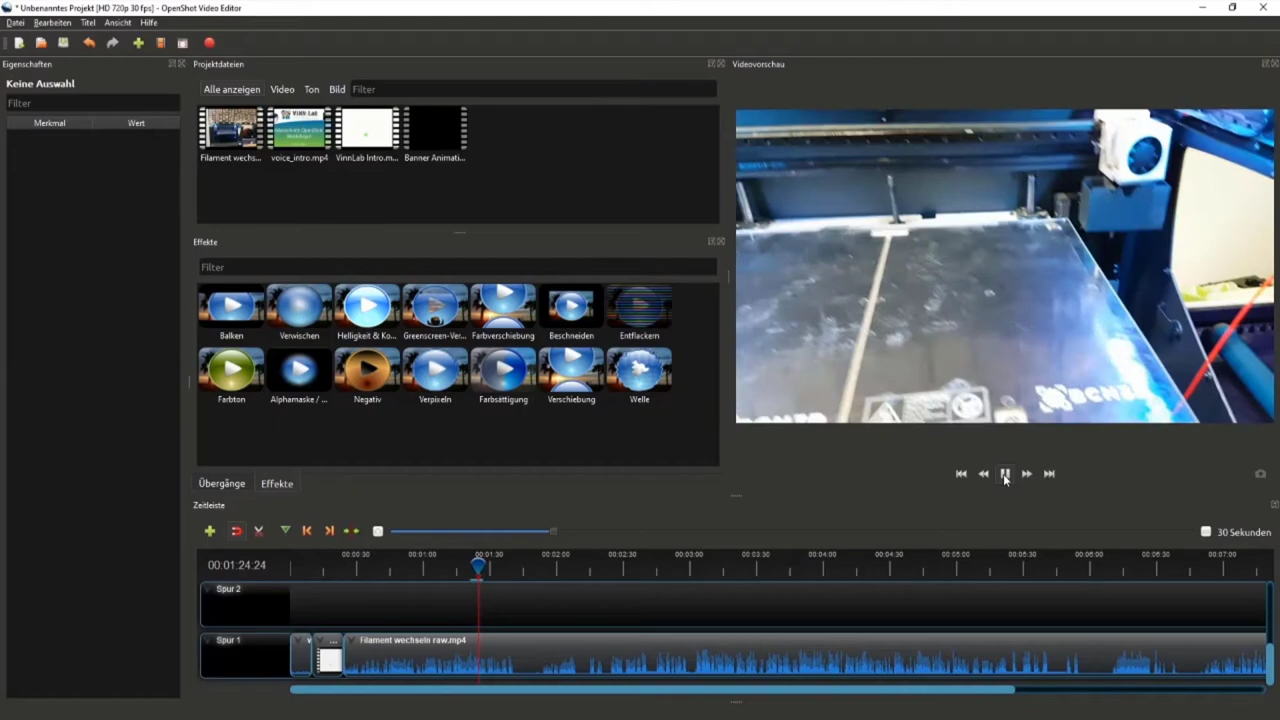 * Unbenanntes Projekt [HD 720p 30 fps] - OpenShot Video Editor
Datei Bearbeiten Titel Ansicht Hilfe
Eigenschaften
Keine Auswahl
Filter
Merkmal Wert
Projektdateien
Alle anzeigen Video Ton Bild Filter
Filament wechs... voice_intro.mp4 VinnLab Intro.m... Banner Animati...
Effekte
Filter
Balken Verwischen Helligkeit & Ko... Greenscreen-Ver... Farbverschiebung Beschneiden Entflackern
Farbton Alphamaske / ... Negativ Verpixeln Farbsättigung Verschiebung Welle
Übergänge Effekte
Videovorschau
Zeitleiste
30 Sekunden
00:01:24:24
00:00:30 00:01:00 00:01:30 00:02:00 00:02:30 00:03:00 00:03:30 00:04:00 00:04:30 00:05:00 00:05:30 00:06:00 00:06:30 00:07:00
Spur 2
Spur 1
...
Filament wechseln raw.mp4